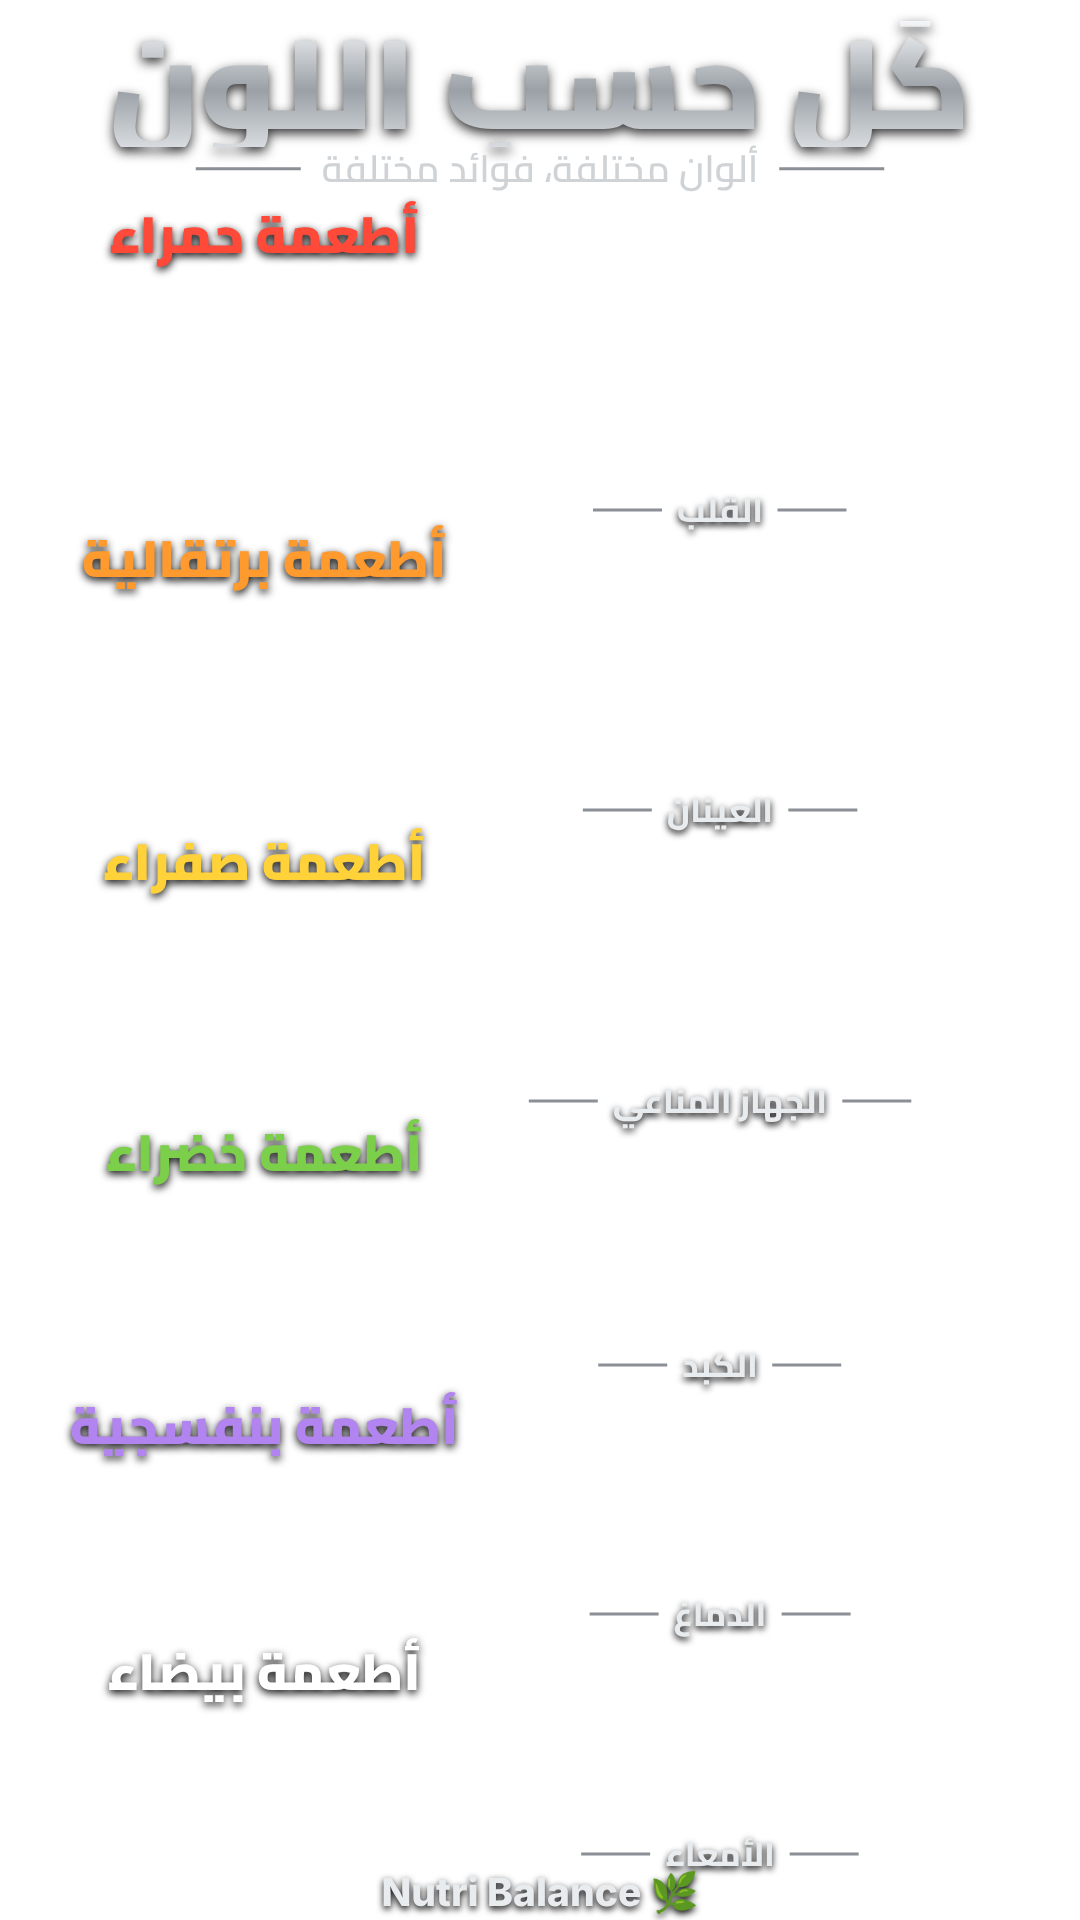 كُل حسب اللون
ألوان مختلفة، فوائد مختلفة
أطعمة حمراء
القلب
أطعمة برتقالية
العينان
أطعمة صفراء
الجهاز المناعي
أطعمة خضراء
الكبد
أطعمة بنفسجية
الدماغ
أطعمة بيضاء
الأمعاء
Nutri Balance 🌿